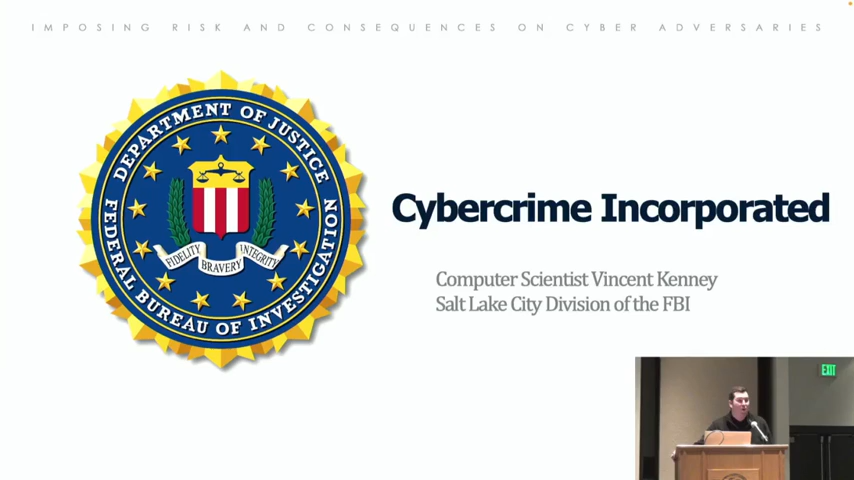 IMPOSING RISK AND CONSEQUENCES ON CYBER ADVERSARIES
DEPARTMENT OF JUSTICE
FEDERAL BUREAU OF INVESTIGATION
FIDELITY BRAVERY INTEGRITY
Cybercrime Incorporated
Computer Scientist Vincent Kenney
Salt Lake City Division of the FBI
EXIT